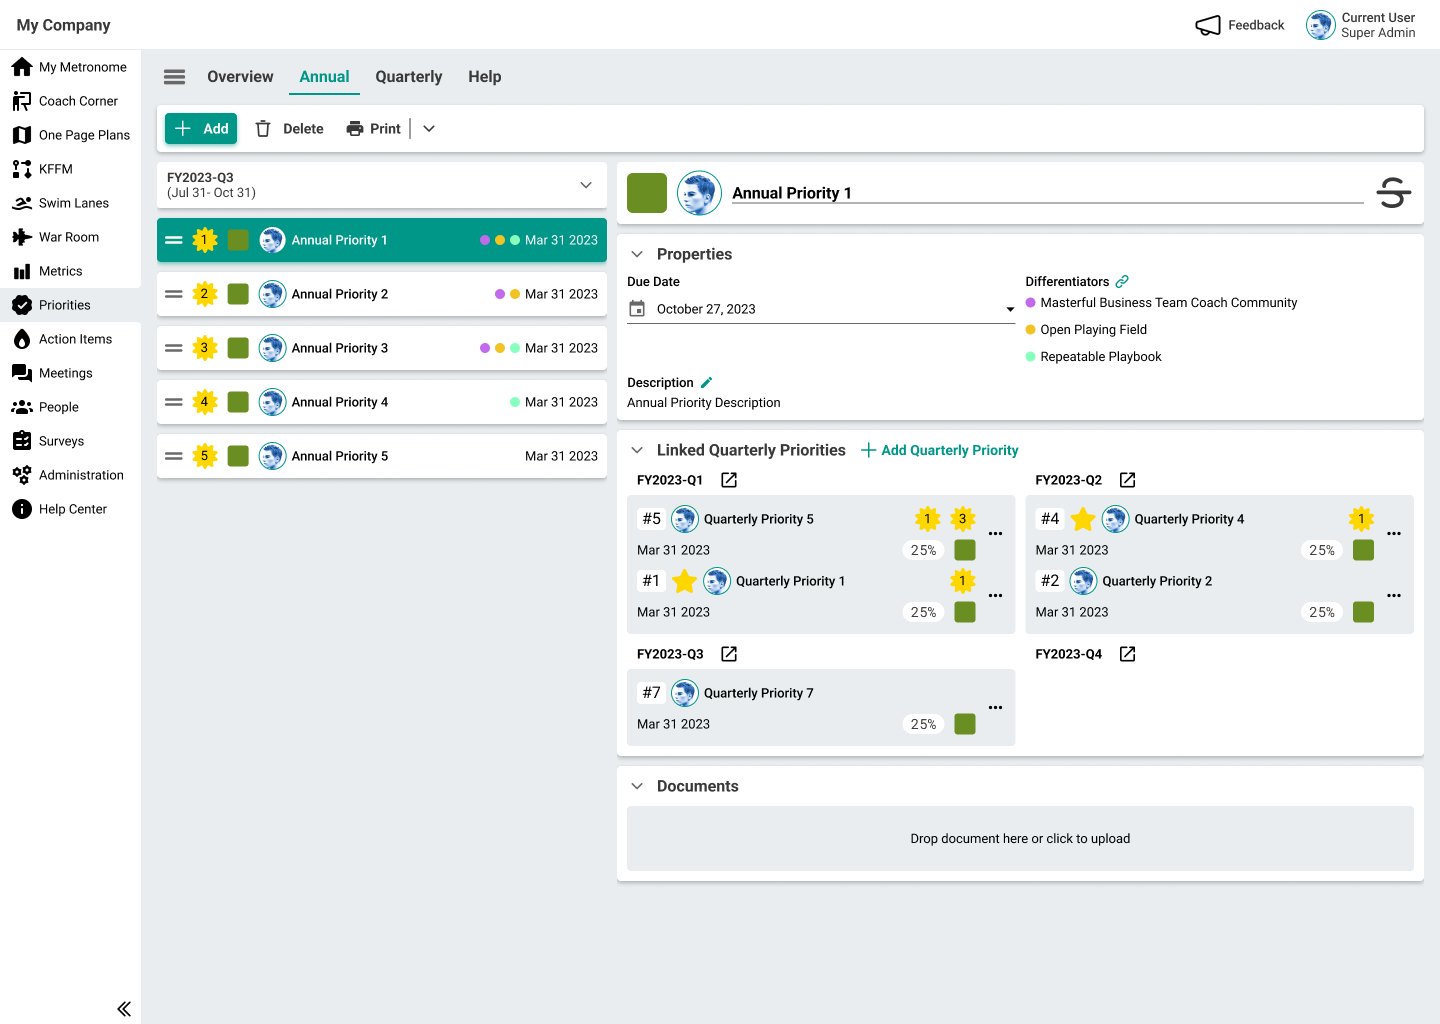 My Company
Feedback
Current User
Super Admin
My Metronome
Coach Corner
One Page Plans
KFFM
Swim Lanes
War Room
Metrics
Priorities
Action Items
Meetings
People
Surveys
Administration
Help Center
Overview
Annual
Quarterly
Help
Add
Delete
Print
FY2023-Q3
(Jul 31- Oct 31)
1 Annual Priority 1 Mar 31 2023
2 Annual Priority 2 Mar 31 2023
3 Annual Priority 3 Mar 31 2023
4 Annual Priority 4 Mar 31 2023
5 Annual Priority 5 Mar 31 2023
Annual Priority 1
Properties
Due Date
October 27, 2023
Differentiators
Masterful Business Team Coach Community
Open Playing Field
Repeatable Playbook
Description
Annual Priority Description
Linked Quarterly Priorities
Add Quarterly Priority
FY2023-Q1
#5 Quarterly Priority 5 1 3
Mar 31 2023 25%
#1 Quarterly Priority 1 1
Mar 31 2023 25%
FY2023-Q2
#4 Quarterly Priority 4 1
Mar 31 2023 25%
#2 Quarterly Priority 2
Mar 31 2023 25%
FY2023-Q3
#7 Quarterly Priority 7
Mar 31 2023 25%
FY2023-Q4
Documents
Drop document here or click to upload